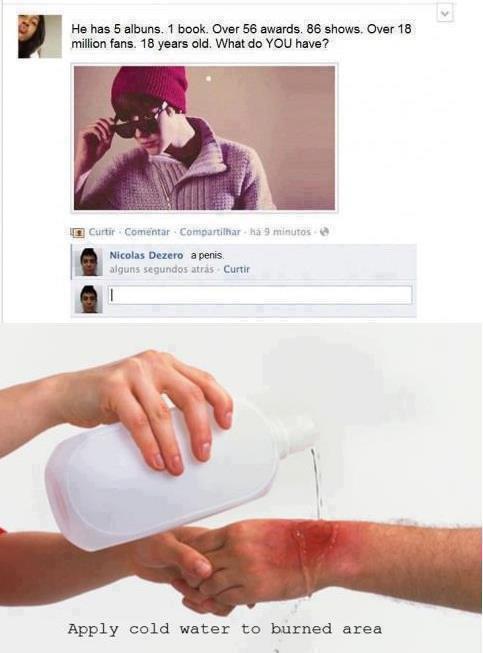 He has 5 albuns. 1 book. Over 56 awards. 86 shows. Over 18
million fans. 18 years old. What do YOU have?
Curtir · Comentar · Compartilhar · há 9 minutos ·
Nicolas Dezero a penis.
alguns segundos atrás · Curtir
Apply cold water to burned area